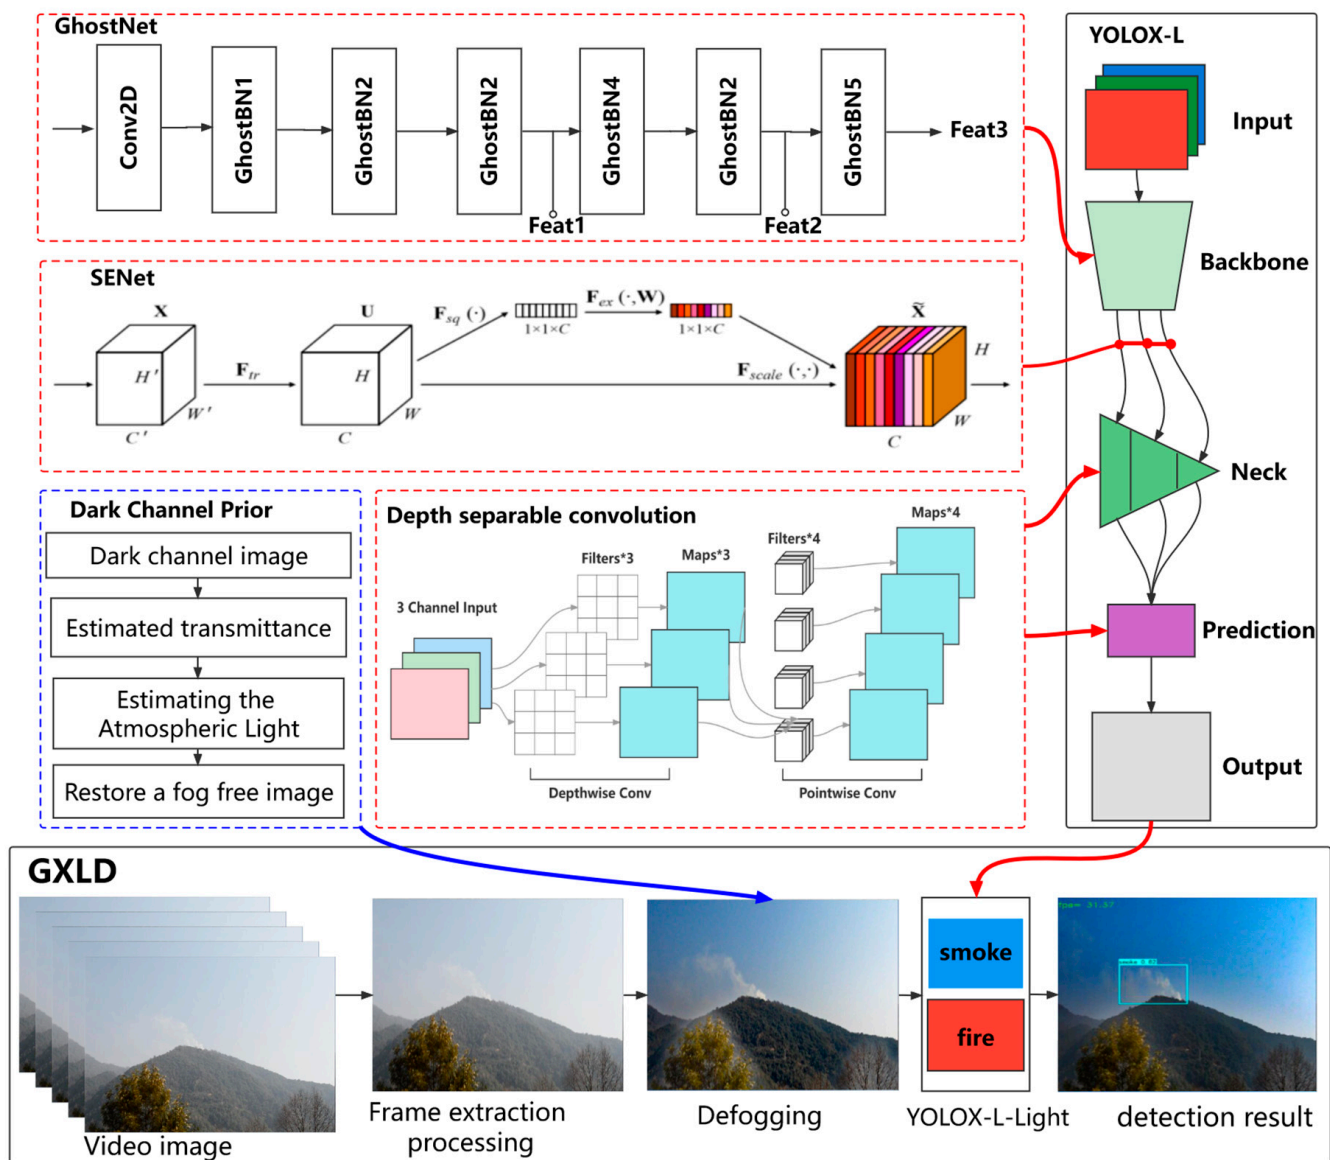 GhostNet
Conv2D
GhostBN1
GhostBN2
GhostBN2
GhostBN4
GhostBN2
GhostBN5
Feat3
Feat1
Feat2
YOLOX-L
Input
Backbone
Neck
Prediction
Output
SENet
X
H′
W′
C′
F_tr
U
H
W
C
F_sq (·)
1×1×C
F_ex (·,W)
1×1×C
F_scale (·,·)
X̃
H
W
C
Dark Channel Prior
Dark channel image
Estimated transmittance
Estimating the
Atmospheric Light
Restore a fog free image
Depth separable convolution
3 Channel Input
Filters*3
Maps*3
Filters*4
Maps*4
Depthwise Conv
Pointwise Conv
GXLD
Video image
Frame extraction
processing
Defogging
smoke
fire
YOLOX-L-Light
detection result